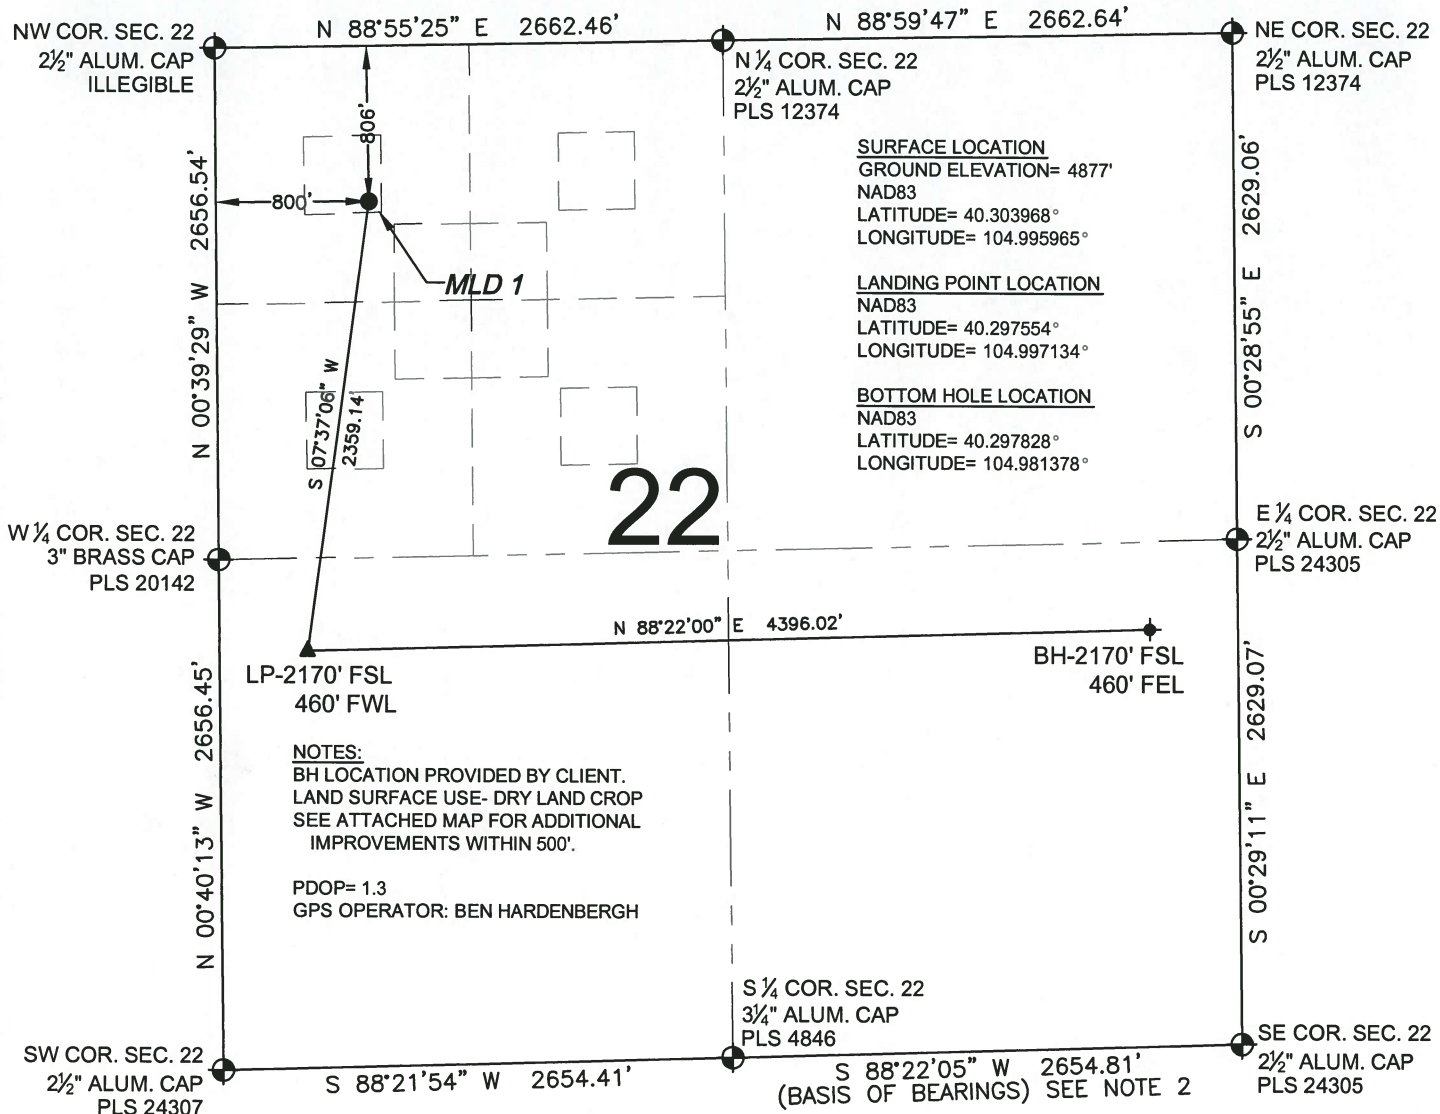 NW COR. SEC. 22
2½" ALUM. CAP
ILLEGIBLE
N 88°55'25" E 2662.46'
N ¼ COR. SEC. 22
2½" ALUM. CAP
PLS 12374
N 88°59'47" E 2662.64'
NE COR. SEC. 22
2½" ALUM. CAP
PLS 12374
806'
800'
MLD 1
N 00°39'29" W 2656.54'
S 07°37'06" W
2359.14'
SURFACE LOCATION
GROUND ELEVATION= 4877'
NAD83
LATITUDE= 40.303968°
LONGITUDE= 104.995965°
LANDING POINT LOCATION
NAD83
LATITUDE= 40.297554°
LONGITUDE= 104.997134°
BOTTOM HOLE LOCATION
NAD83
LATITUDE= 40.297828°
LONGITUDE= 104.981378°
S 00°28'55" E 2629.06'
22
W ¼ COR. SEC. 22
3" BRASS CAP
PLS 20142
E ¼ COR. SEC. 22
2½" ALUM. CAP
PLS 24305
N 88°22'00" E 4396.02'
LP-2170' FSL
460' FWL
BH-2170' FSL
460' FEL
N 00°40'13" W 2656.45'
NOTES:
BH LOCATION PROVIDED BY CLIENT.
LAND SURFACE USE- DRY LAND CROP
SEE ATTACHED MAP FOR ADDITIONAL
IMPROVEMENTS WITHIN 500'.
PDOP= 1.3
GPS OPERATOR: BEN HARDENBERGH
S 00°29'11" E 2629.07'
SW COR. SEC. 22
2½" ALUM. CAP
PLS 24307
S 88°21'54" W 2654.41'
S ¼ COR. SEC. 22
3¼" ALUM. CAP
PLS 4846
S 88°22'05" W 2654.81'
(BASIS OF BEARINGS) SEE NOTE 2
SE COR. SEC. 22
2½" ALUM. CAP
PLS 24305